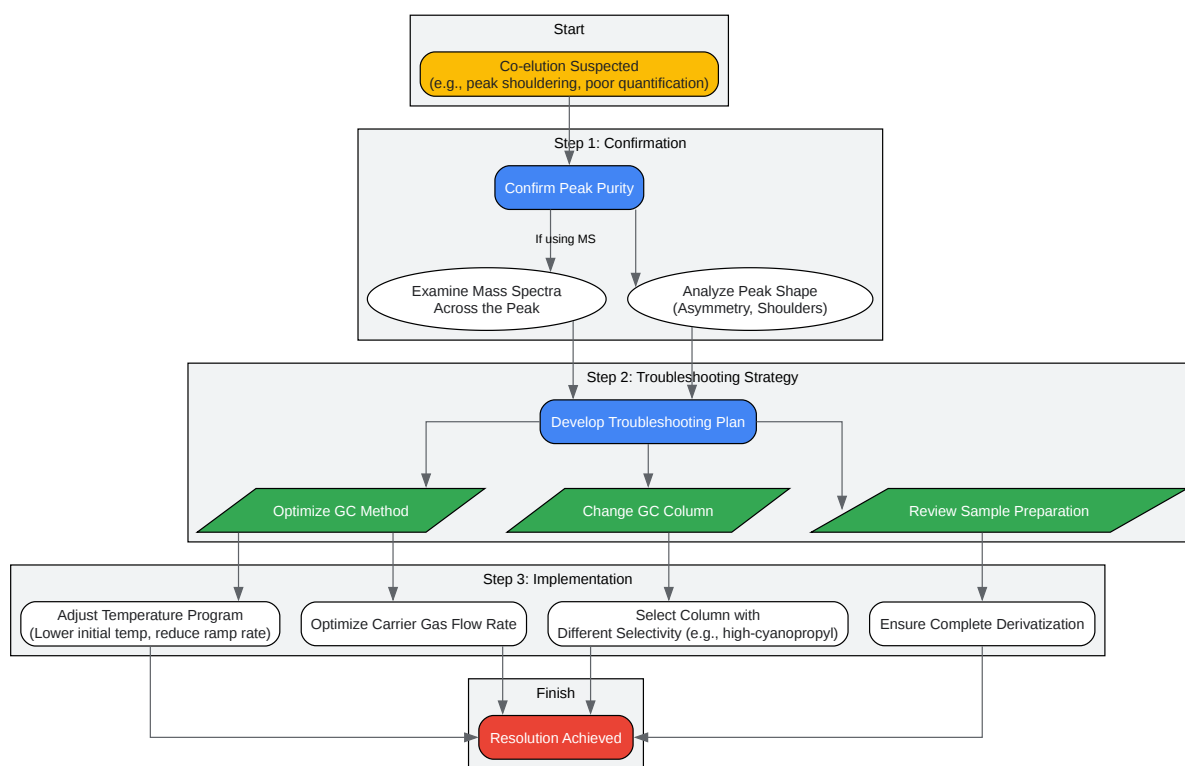 Start
Co-elution Suspected
(e.g., peak shouldering, poor quantification)
Step 1: Confirmation
Confirm Peak Purity
If using MS
Examine Mass Spectra
Across the Peak
Analyze Peak Shape
(Asymmetry, Shoulders)
Step 2: Troubleshooting Strategy
Develop Troubleshooting Plan
Optimize GC Method
Change GC Column
Review Sample Preparation
Step 3: Implementation
Adjust Temperature Program
(Lower initial temp, reduce ramp rate)
Optimize Carrier Gas Flow Rate
Select Column with
Different Selectivity (e.g., high-cyanopropyl)
Ensure Complete Derivatization
Finish
Resolution Achieved